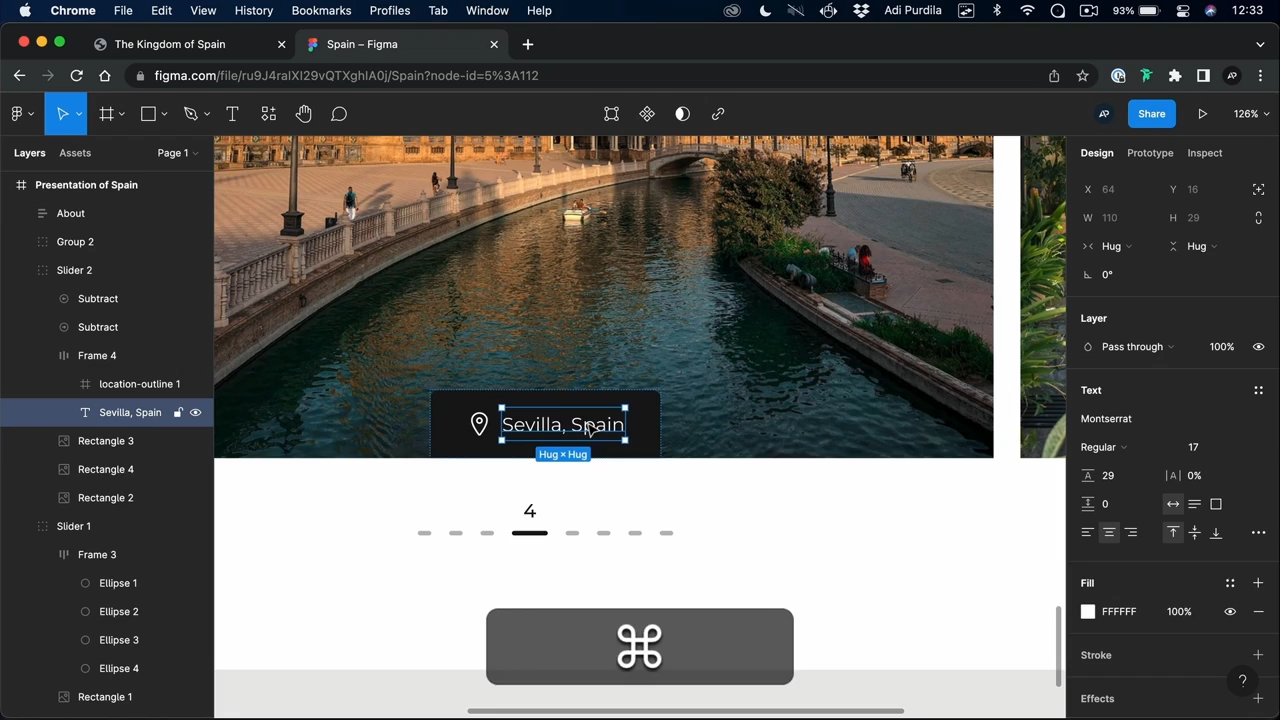 Chrome File Edit View History Bookmarks Profiles Tab Window Help Adi Purdila 93% 12:33
The Kingdom of Spain Spain – Figma
figma.com/file/ru9J4raIXI29vQTXghIA0j/Spain?node-id=5%3A112
Share 126%
Layers Assets Page 1
Design Prototype Inspect
Presentation of Spain
About
Group 2
Slider 2
Subtract
Subtract
Frame 4
location-outline 1
Sevilla, Spain
Rectangle 3
Rectangle 4
Rectangle 2
Slider 1
Frame 3
Ellipse 1
Ellipse 2
Ellipse 3
Ellipse 4
Rectangle 1
Sevilla, Spain
Hug × Hug
4
⌘
X 64 Y 16
W 110 H 29
Hug Hug
0°
Layer
Pass through 100%
Text
Montserrat
Regular 17
29 |A| 0%
0
Fill
FFFFFF 100%
Stroke
Effects
?